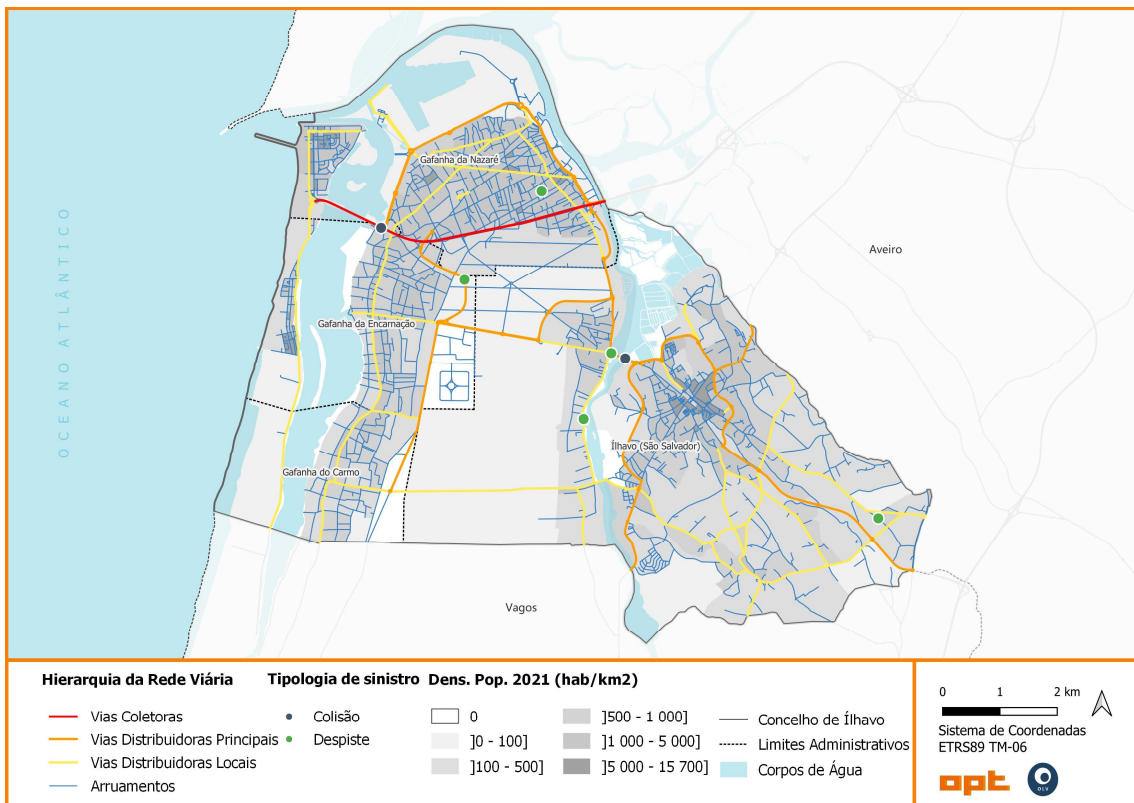 Gafanha da Nazaré
Aveiro
OCEANO ATLÂNTICO
Gafanha da Encarnação
Ílhavo (São Salvador)
Gafanha do Carmo
Vagos
Hierarquia da Rede Viária
Vias Coletoras
Vias Distribuidoras Principais
Vias Distribuidoras Locais
Arruamentos
Tipologia de sinistro
Colisão
Despiste
Dens. Pop. 2021 (hab/km2)
0
]0 - 100]
]100 - 500]
]500 - 1 000]
]1 000 - 5 000]
]5 000 - 15 700]
Concelho de Ílhavo
Limites Administrativos
Corpos de Água
0 1 2 km
Sistema de Coordenadas
ETRS89 TM-06
opt
OLV